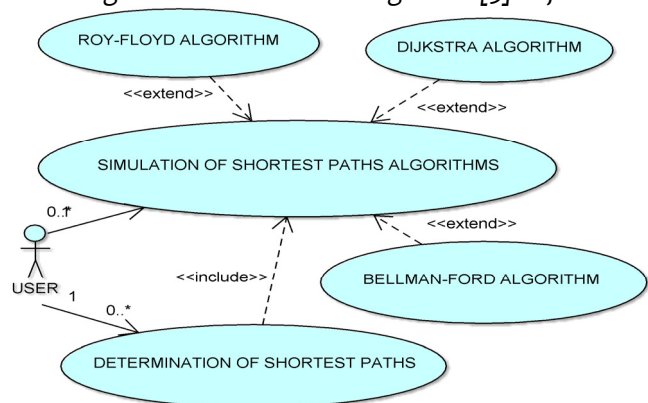 ROY-FLOYD ALGORITHM
DIJKSTRA ALGORITHM
<<extend>>
<<extend>>
SIMULATION OF SHORTEST PATHS ALGORITHMS
<<extend>>
<<include>>
USER
BELLMAN-FORD ALGORITHM
1
0..*
DETERMINATION OF SHORTEST PATHS